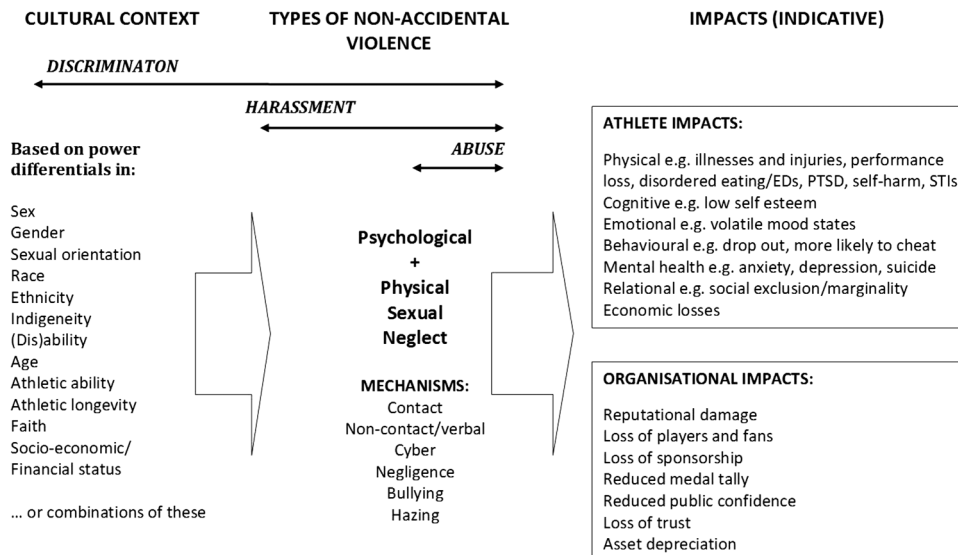 CULTURAL CONTEXT
TYPES OF NON-ACCIDENTAL
VIOLENCE
IMPACTS (INDICATIVE)
DISCRIMINATON
HARASSMENT
ABUSE
Based on power
differentials in:
Sex
Gender
Sexual orientation
Race
Ethnicity
Indigeneity
(Dis)ability
Age
Athletic ability
Athletic longevity
Faith
Socio-economic/
Financial status
… or combinations of these
Psychological
+
Physical
Sexual
Neglect
MECHANISMS:
Contact
Non-contact/verbal
Cyber
Negligence
Bullying
Hazing
ATHLETE IMPACTS:
Physical e.g. illnesses and injuries, performance
loss, disordered eating/EDs, PTSD, self-harm, STIs
Cognitive e.g. low self esteem
Emotional e.g. volatile mood states
Behavioural e.g. drop out, more likely to cheat
Mental health e.g. anxiety, depression, suicide
Relational e.g. social exclusion/marginality
Economic losses
ORGANISATIONAL IMPACTS:
Reputational damage
Loss of players and fans
Loss of sponsorship
Reduced medal tally
Reduced public confidence
Loss of trust
Asset depreciation